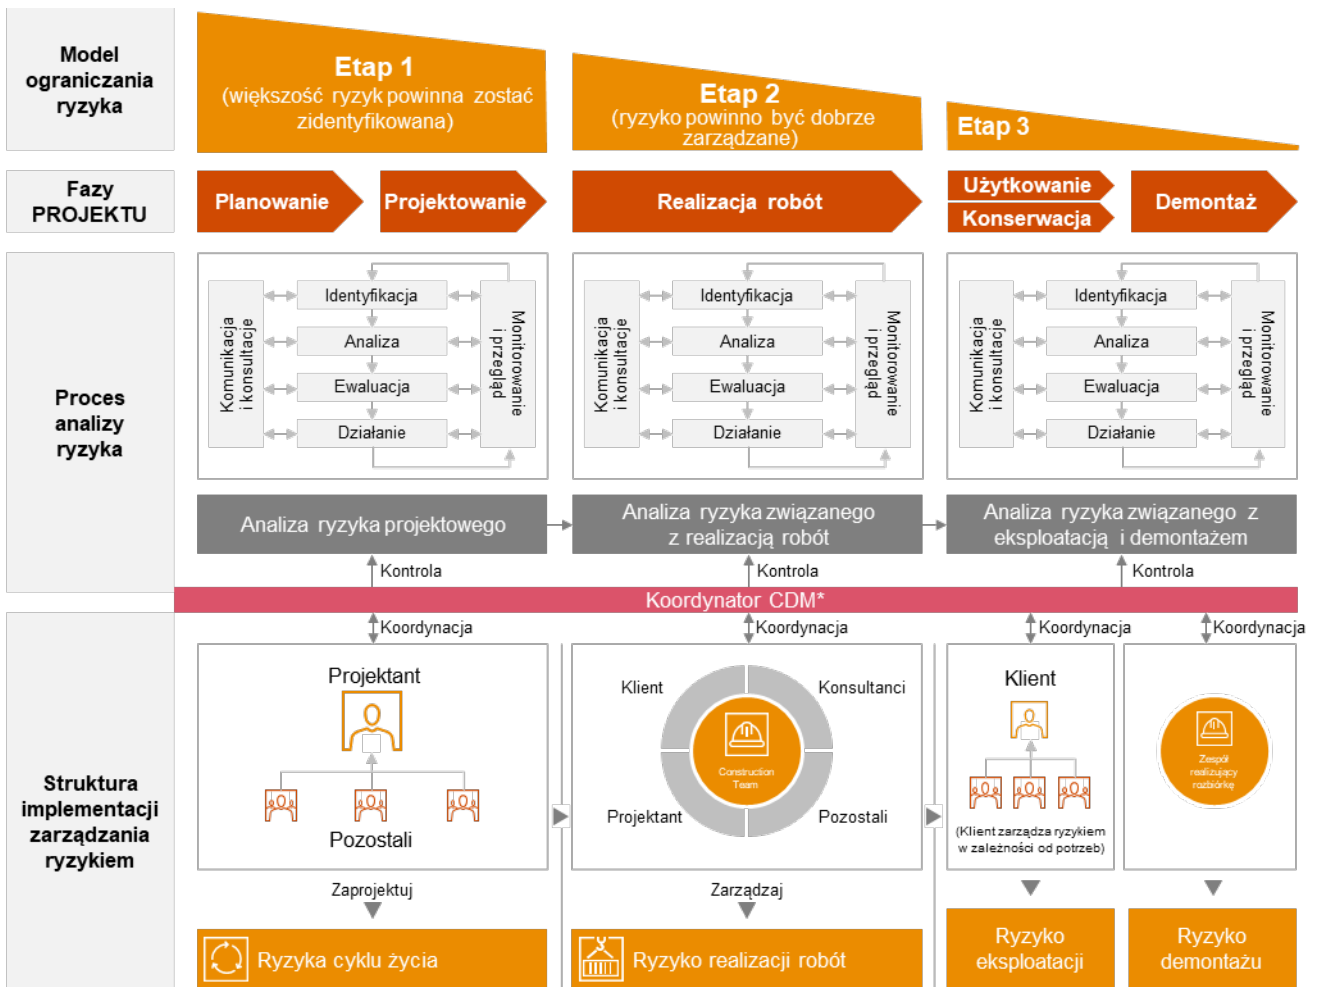 Model
ograniczania
ryzyka
Etap 1
(większość ryzyk powinna zostać
zidentyfikowana)
Etap 2
(ryzyko powinno być dobrze
zarządzane)
Etap 3
Fazy
PROJEKTU
Planowanie
Projektowanie
Realizacja robót
Użytkowanie
Konserwacja
Demontaż
Proces
analizy
ryzyka
Komunikacja
i konsultacje
Identyfikacja
Analiza
Ewaluacja
Działanie
Monitorowanie
i przegląd
Komunikacja
i konsultacje
Identyfikacja
Analiza
Ewaluacja
Działanie
Monitorowanie
i przegląd
Komunikacja
i konsultacje
Identyfikacja
Analiza
Ewaluacja
Działanie
Monitorowanie
i przegląd
Analiza ryzyka projektowego
Analiza ryzyka związanego
z realizacją robót
Analiza ryzyka związanego z
eksploatacją i demontażem
Kontrola
Kontrola
Kontrola
Koordynator CDM*
Koordynacja
Koordynacja
Koordynacja
Koordynacja
Struktura
implementacji
zarządzania
ryzykiem
Projektant
Pozostali
Klient
Konsultanci
Construction
Team
Projektant
Pozostali
Klient
(Klient zarządza ryzykiem
w zależności od potrzeb)
Zespół
realizujący
rozbiórkę
Zaprojektuj
Zarządzaj
Ryzyka cyklu życia
Ryzyko realizacji robót
Ryzyko
eksploatacji
Ryzyko
demontażu